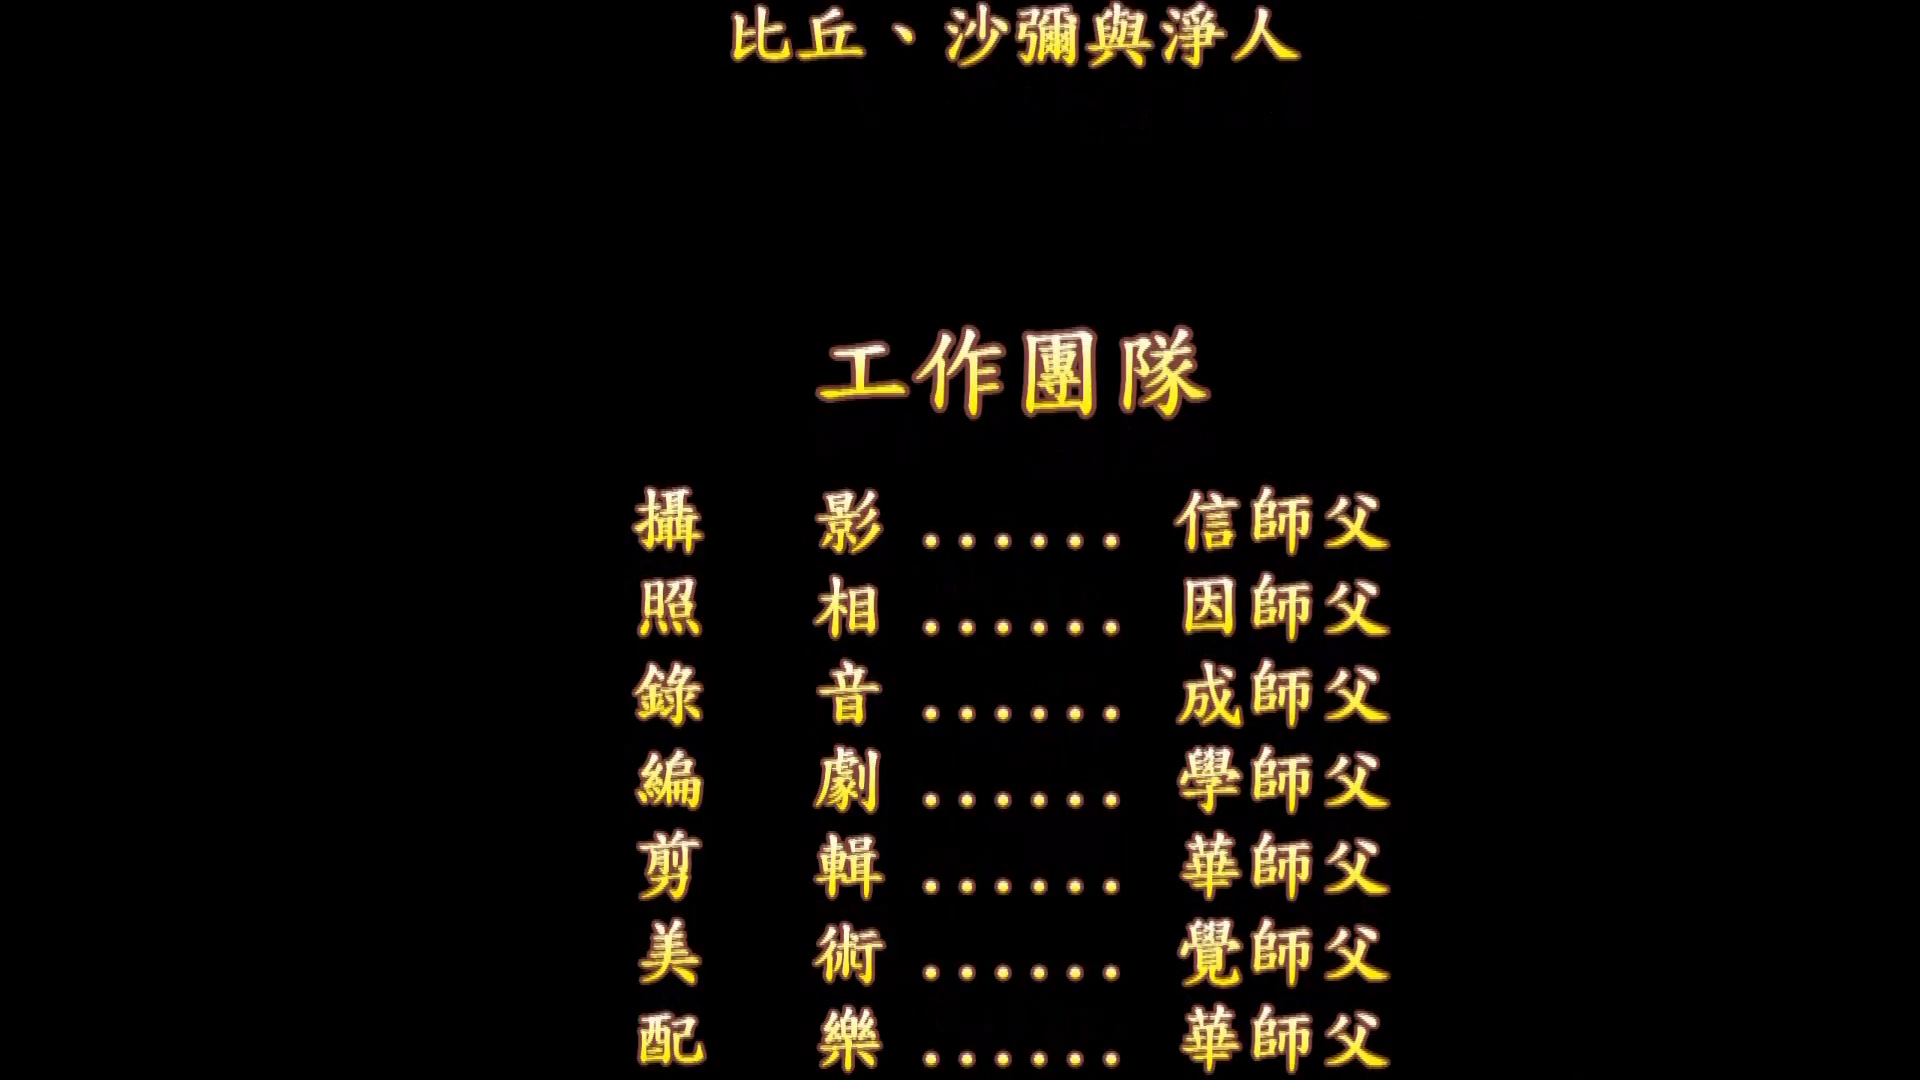 比丘、沙彌與淨人
工作團隊
攝 影 ...... 信師父
照 相 ...... 因師父
錄 音 ...... 成師父
編 劇 ...... 學師父
剪 輯 ...... 華師父
美 術 ...... 覺師父
配 樂 ...... 華師父